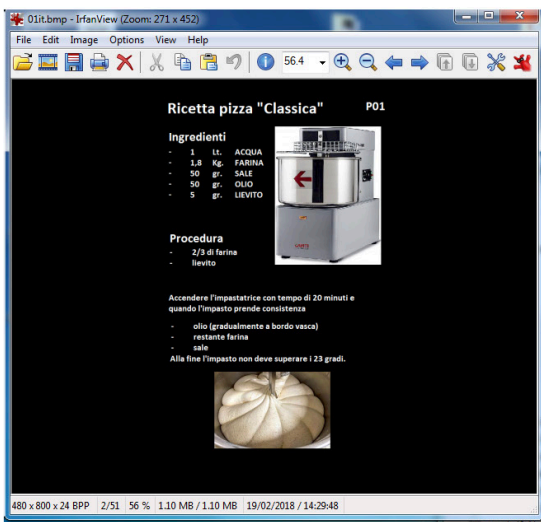 01it.bmp - IrfanView (Zoom: 271 x 452)
File Edit Image Options View Help
56.4
Ricetta pizza "Classica" P01
Ingredienti
- 1 Lt. ACQUA
- 1,8 Kg. FARINA
- 50 gr. SALE
- 50 gr. OLIO
- 5 gr. LIEVITO
Procedura
- 2/3 di farina
- lievito
Accendere l'impastatrice con tempo di 20 minuti e
quando l'impasto prende consistenza
- olio (gradualmente a bordo vasca)
- restante farina
- sale
Alla fine l'impasto non deve superare i 23 gradi.
480 x 800 x 24 BPP 2/51 56 % 1.10 MB / 1.10 MB 19/02/2018 / 14:29:48